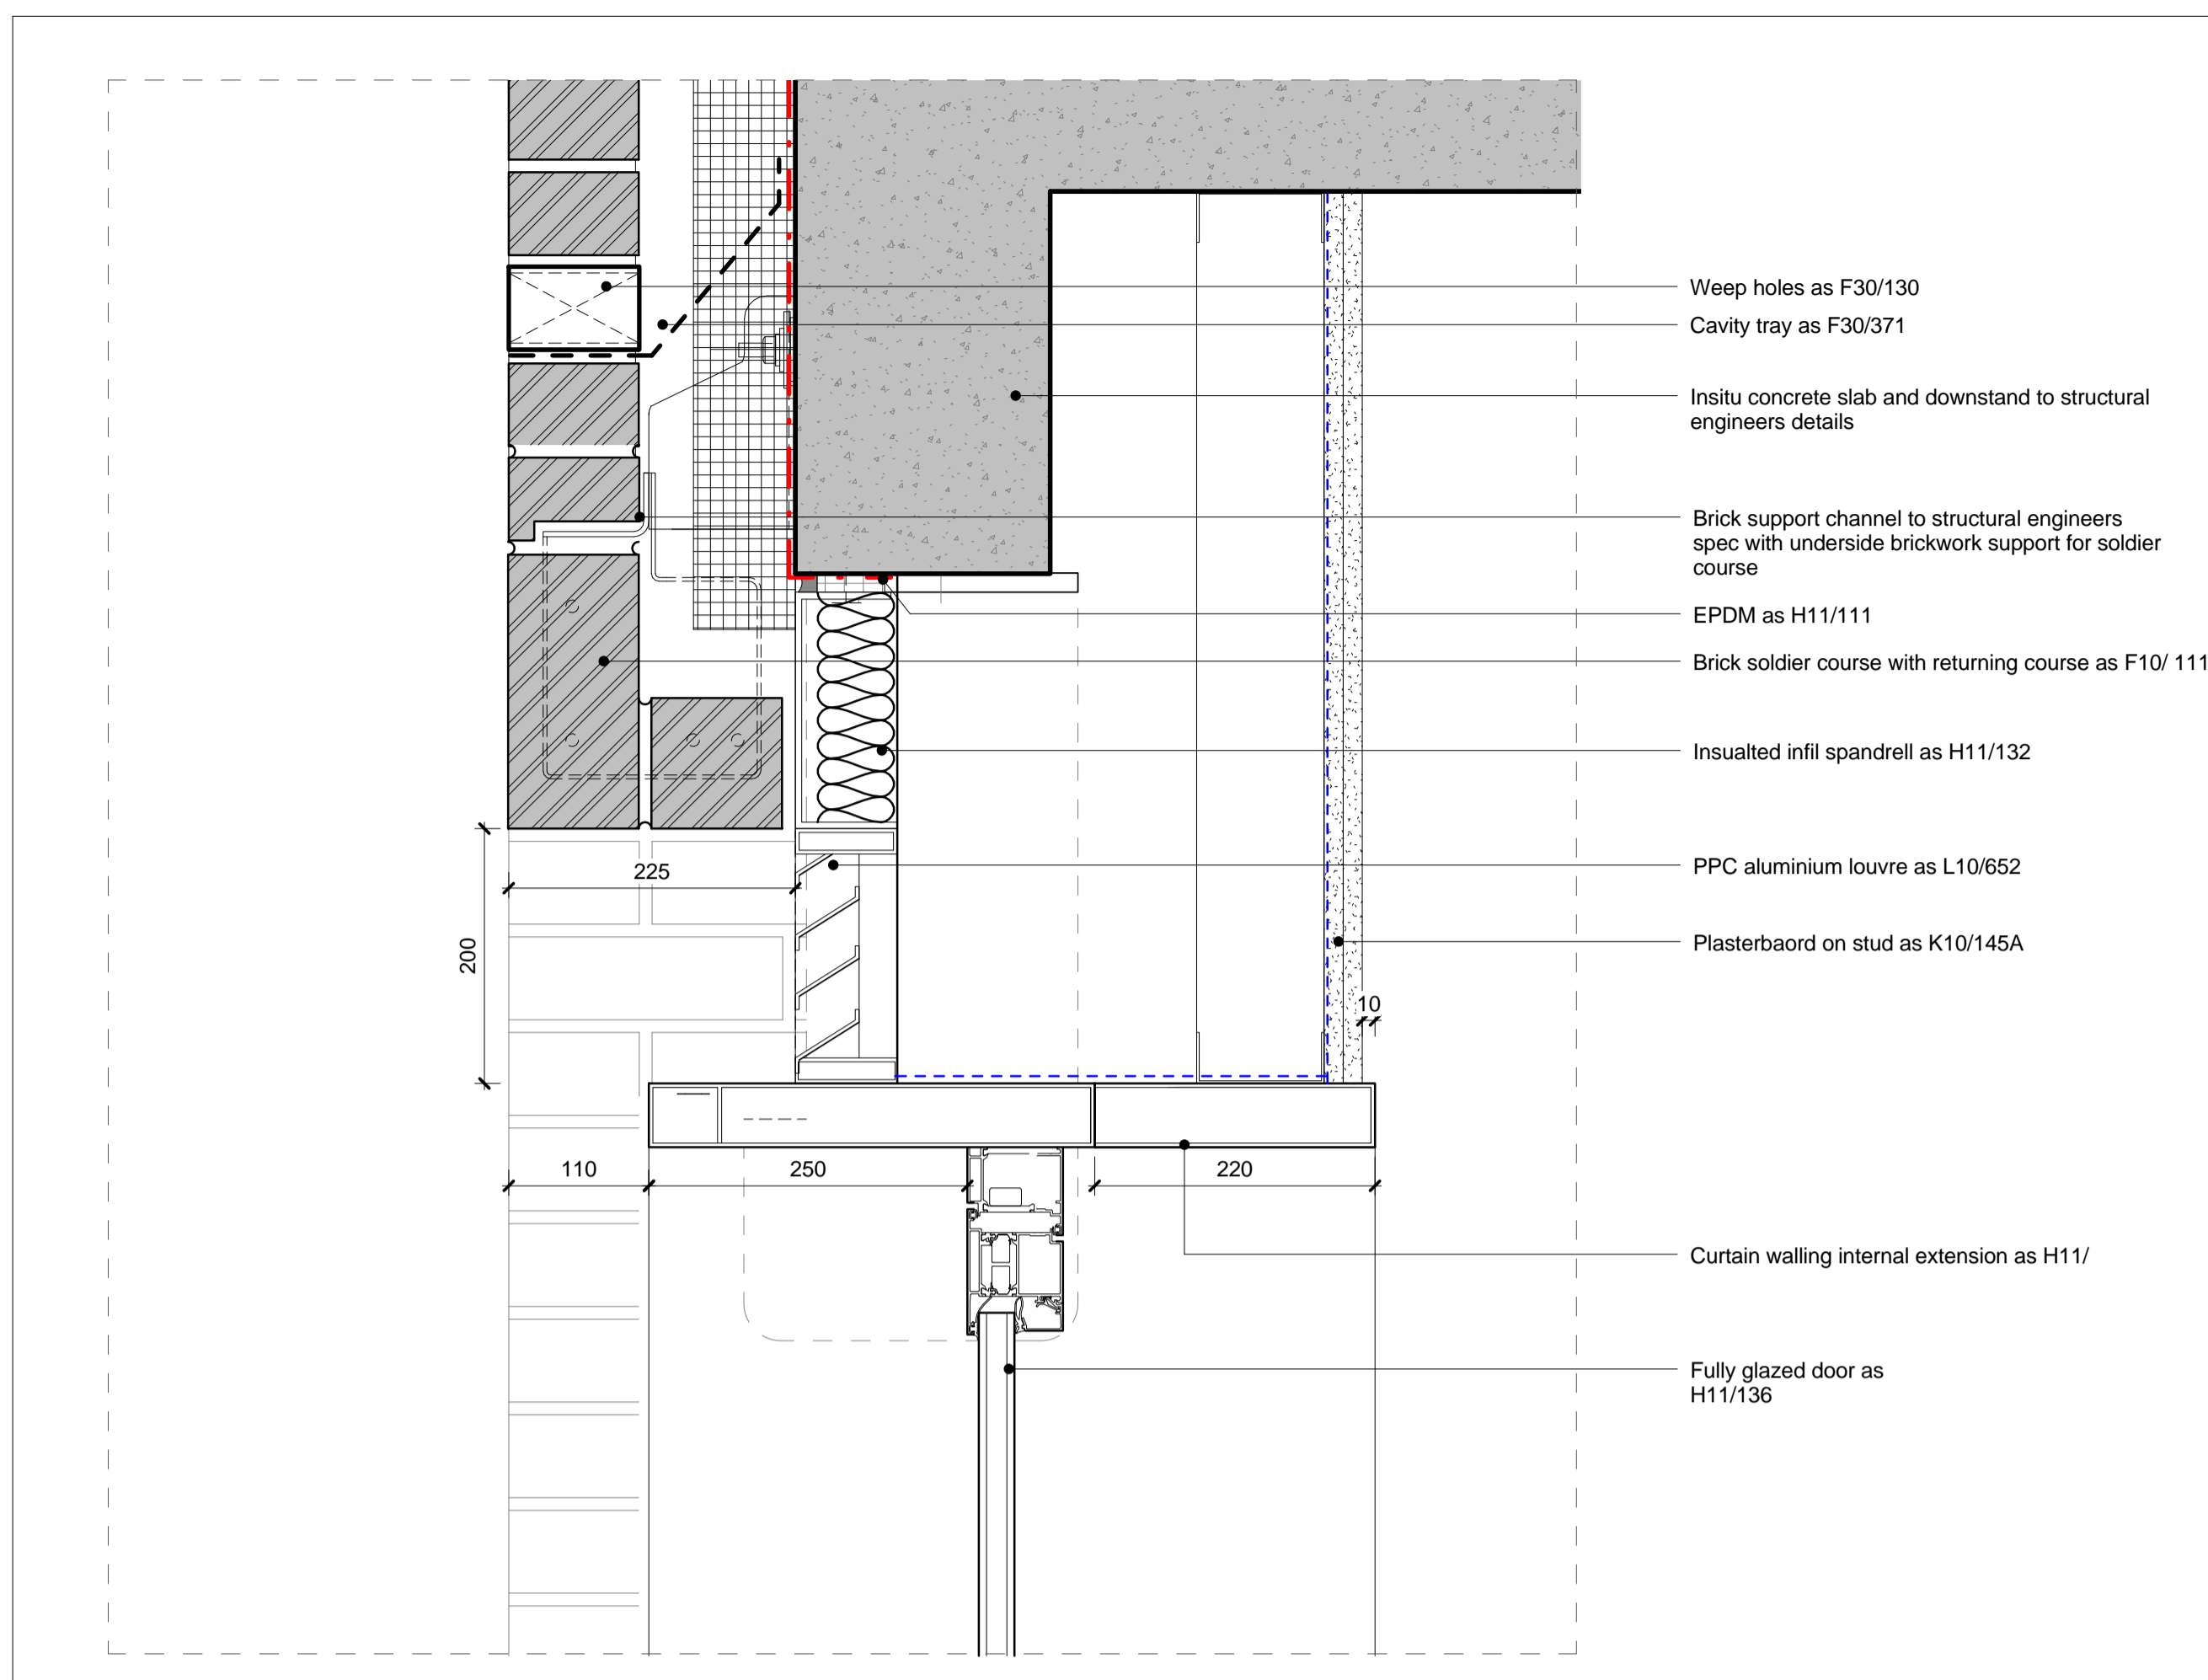 Weep holes as F30/130
Cavity tray as F30/371
Insitu concrete slab and downstand to structural
engineers details
Brick support channel to structural engineers
spec with underside brickwork support for soldier
course
EPDM as H11/111
Brick soldier course with returning course as F10/ 111
Insualted infil spandrell as H11/132
PPC aluminium louvre as L10/652
225
200
Plasterbaord on stud as K10/145A
10
110
250
220
Curtain walling internal extension as H11/
Fully glazed door as
H11/136